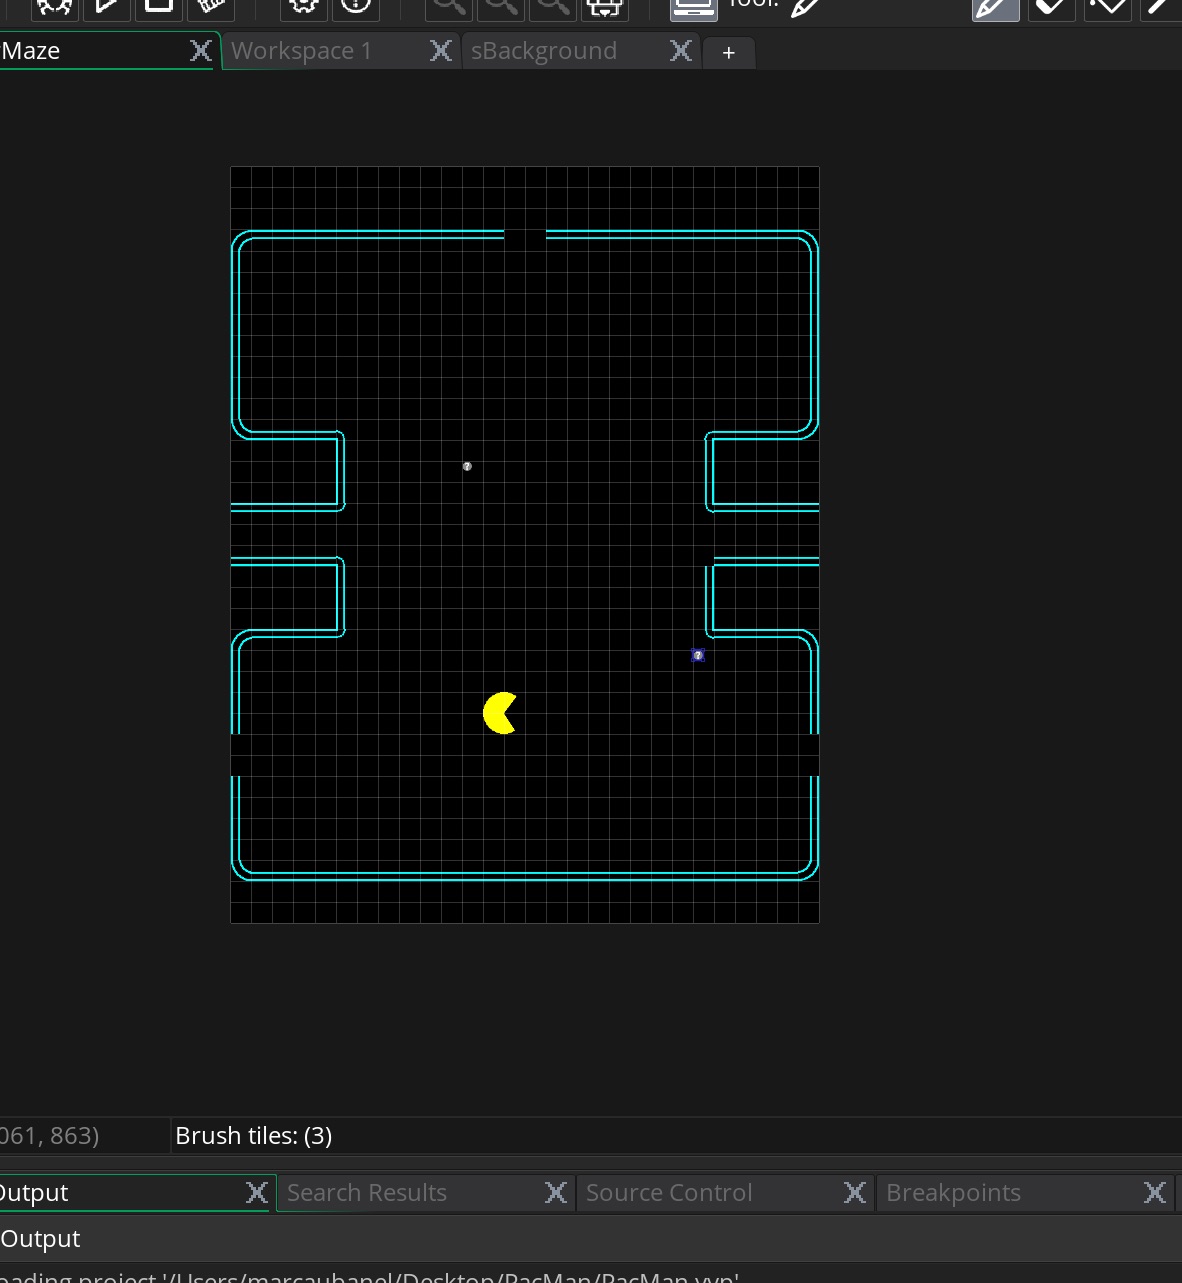 Tool:
Maze
Workspace 1
sBackground
+
?
?
061, 863)
Brush tiles: (3)
Output
Search Results
Source Control
Breakpoints
Output
oading project '/Users/marcaubanel/Desktop/PacMan/PacMan.yyp'